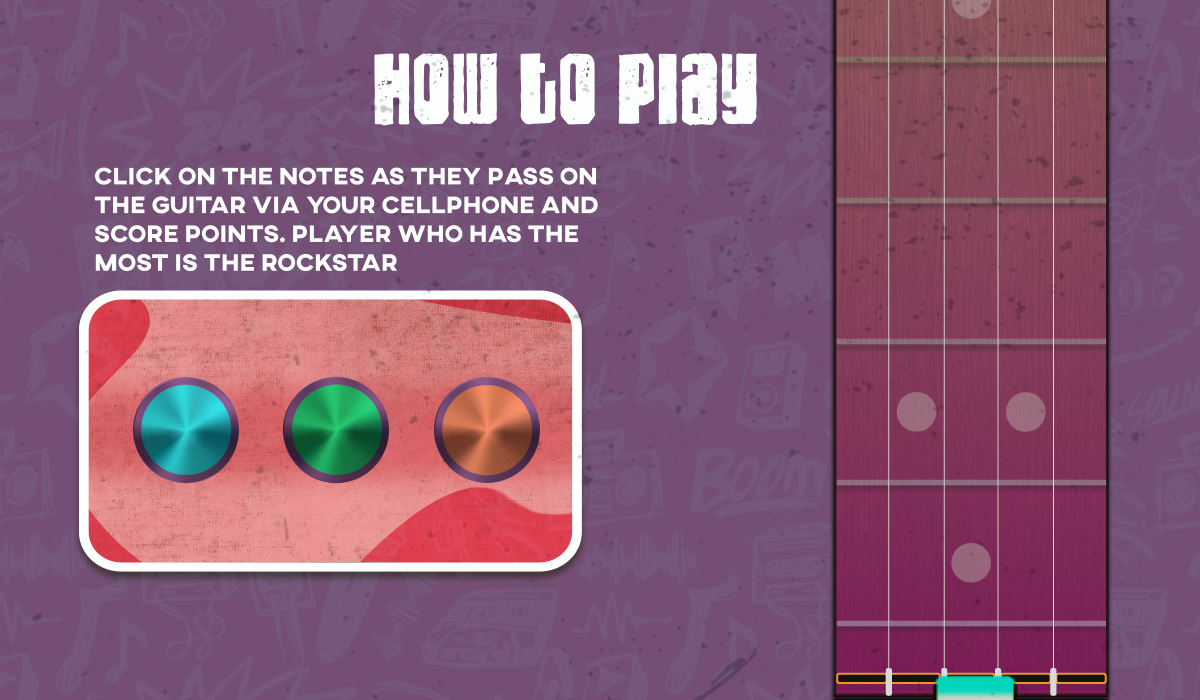 How to Play
CLICK ON THE NOTES AS THEY PASS ON
THE GUITAR VIA YOUR CELLPHONE AND
SCORE POINTS. PLAYER WHO HAS THE
MOST IS THE ROCKSTAR
BOOM